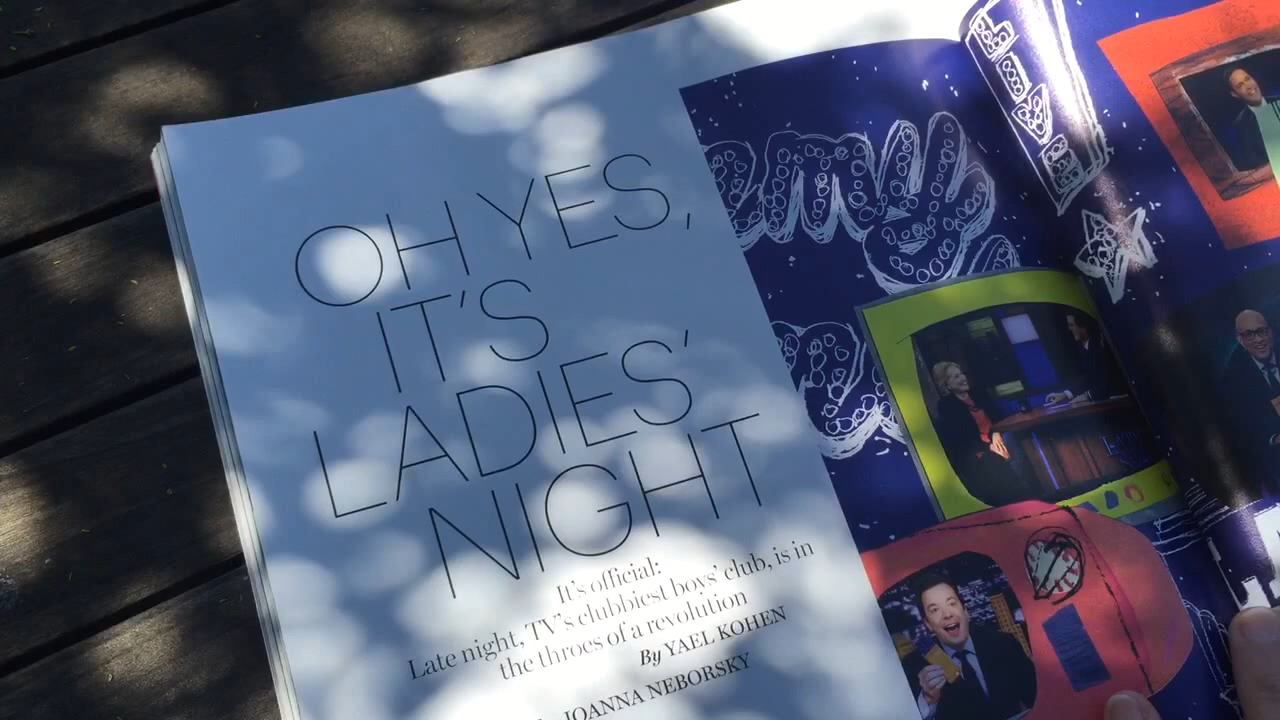 OH YES,
IT'S
LADIES'
NIGHT
It's official:
Late night, TV's clubbiest boys' club, is in
the throes of a revolution
By YAEL KOHEN
JOANNA NEBORSKY